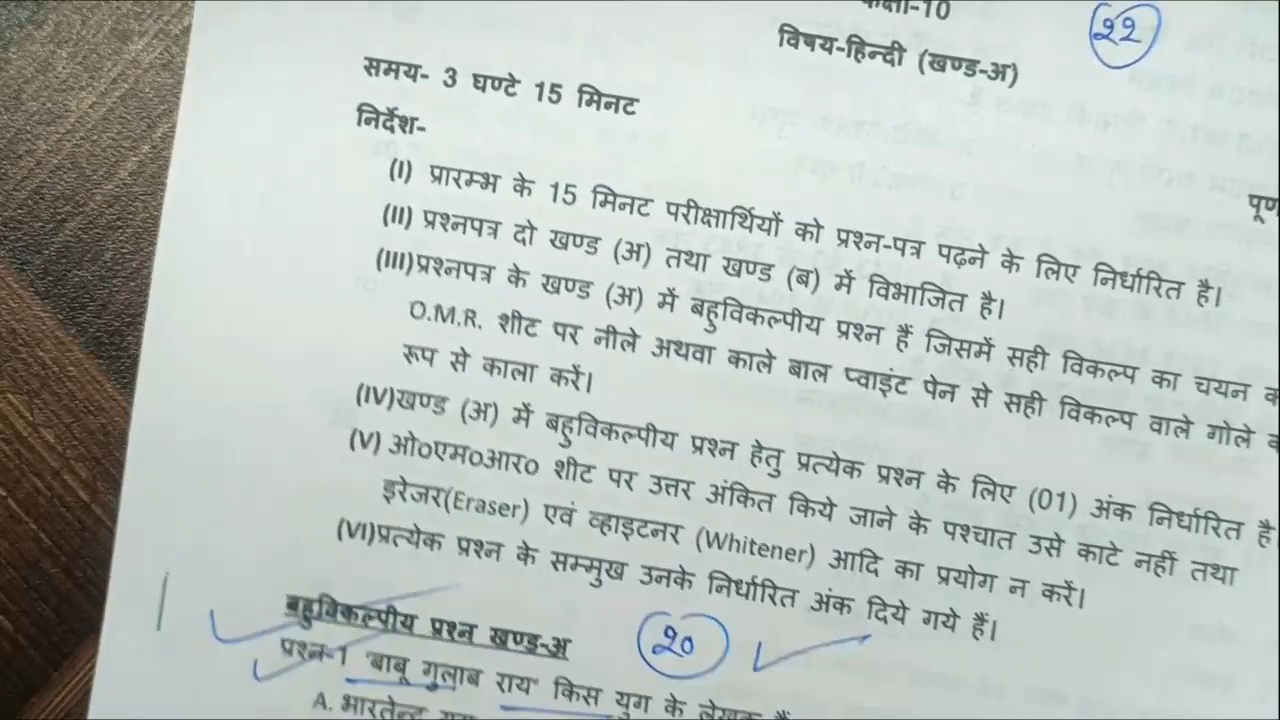 कक्षा-10
22
विषय-हिन्दी (खण्ड-अ)
समय- 3 घण्टे 15 मिनट
निर्देश-
पूर्ण
(I) प्रारम्भ के 15 मिनट परीक्षार्थियों को प्रश्न-पत्र पढ़ने के लिए निर्धारित है।
(II) प्रश्नपत्र दो खण्ड (अ) तथा खण्ड (ब) में विभाजित है।
(III)प्रश्नपत्र के खण्ड (अ) में बहुविकल्पीय प्रश्न हैं जिसमें सही विकल्प का चयन
O.M.R. शीट पर नीले अथवा काले बाल प्वाइंट पेन से सही विकल्प वाले गोले
रूप से काला करें।
(IV)खण्ड (अ) में बहुविकल्पीय प्रश्न हेतु प्रत्येक प्रश्न के लिए (01) अंक निर्धारित है
(V) ओ०एम०आर० शीट पर उत्तर अंकित किये जाने के पश्चात उसे काटे नहीं तथा
इरेजर(Eraser) एवं व्हाइटनर (Whitener) आदि का प्रयोग न करें।
(VI)प्रत्येक प्रश्न के सम्मुख उनके निर्धारित अंक दिये गये हैं।
बहुविकल्पीय प्रश्न खण्ड-अ
20
प्रश्न-1 'बाबू गुलाब राय' किस युग के लेखक हैं
A. भारतेन्दु युग